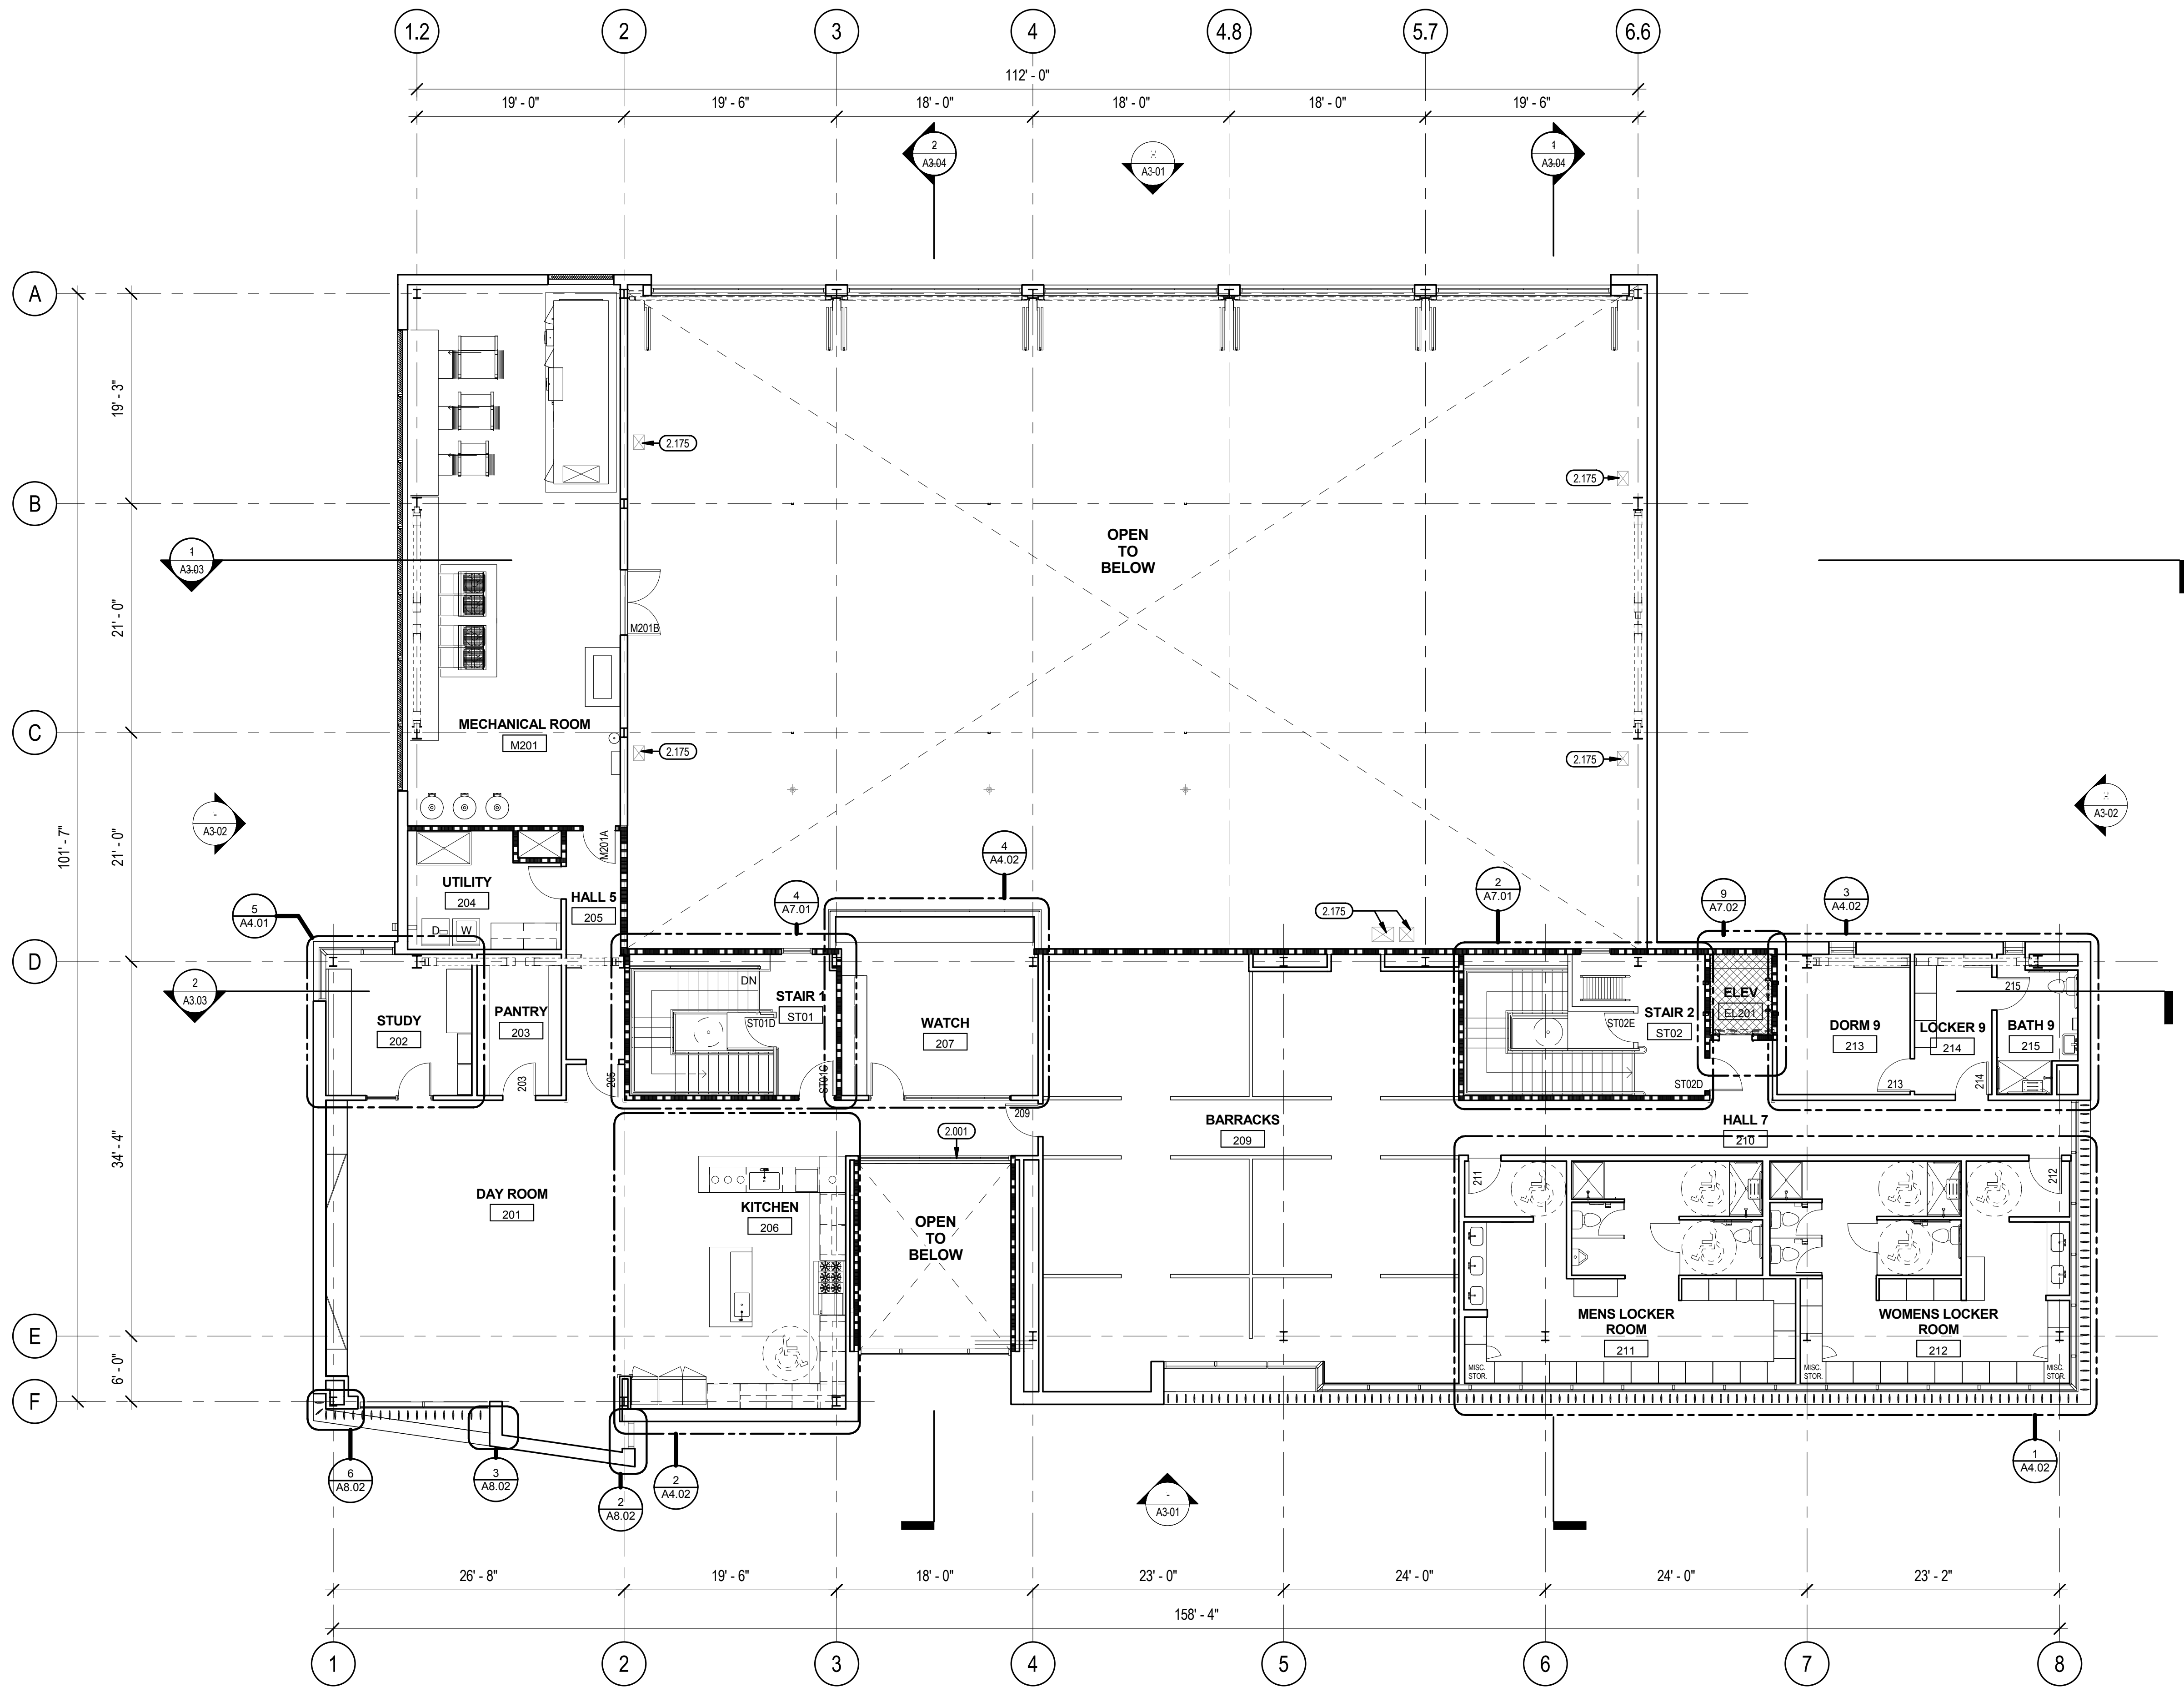 1.2 2 3 4 4.8 5.7 6.6
112' - 0"
19' - 0" 19' - 6" 18' - 0" 18' - 0" 18' - 0" 19' - 6"
2
A3.04
A3-01
1
A3.04
A
19' - 3"
2.175
2.175
B
OPEN
TO
BELOW
1
A3.03
21' - 0"
M201B
C
MECHANICAL ROOM
M201
2.175
2.175
-
A3-02
A3-02
101' - 7"
21' - 0"
M201A
4
A4.02
UTILITY
204
HALL 5
205
D W
5
A4.01
4
A7.01
2.175
2
A7.01
9
A7.02
3
A4.02
D
2
A3.03
DN
STAIR 1
ST01
ST01D
ST01C
STUDY
202
PANTRY
203
203
205
WATCH
207
209
STAIR 2
ST02
ST02E
ST02D
ELEV
EL201
DORM 9
213
213
LOCKER 9
214
214
BATH 9
215
215
34' - 4"
BARRACKS
209
HALL 7
210
2.001
DAY ROOM
201
KITCHEN
206
OPEN
TO
BELOW
211
212
MENS LOCKER
ROOM
211
WOMENS LOCKER
ROOM
212
E
6' - 0"
MISC.
STOR.
MISC.
STOR.
MISC.
STOR.
F
6
A8.02
3
A8.02
2
A8.02
2
A4.02
-
A3-01
1
A4.02
26' - 8" 19' - 6" 18' - 0" 23' - 0" 24' - 0" 24' - 0" 23' - 2"
158' - 4"
1 2 3 4 5 6 7 8